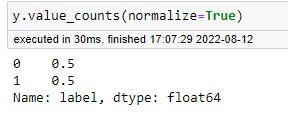 y.value_counts(normalize=True)
executed in 30ms, finished 17:07:29 2022-08-12
0    0.5
1    0.5
Name: label, dtype: float64